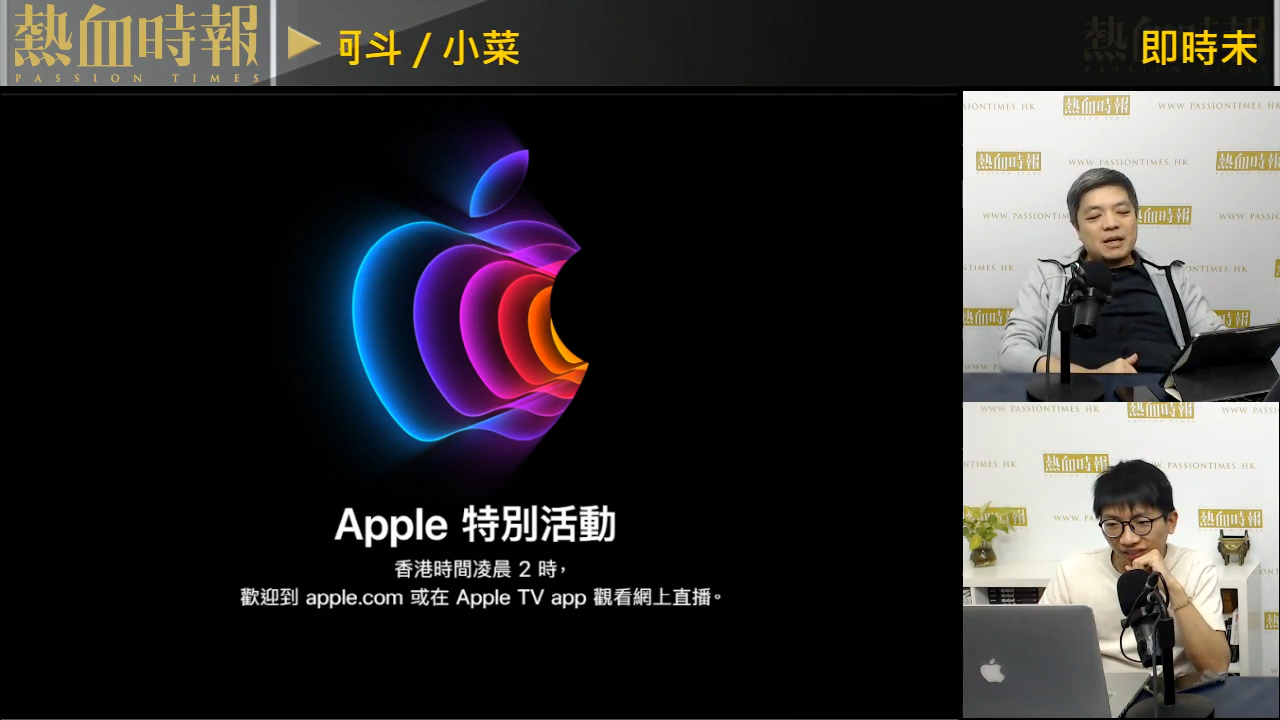 熱血時報
PASSION TIMES
阿斗 / 小菜
即時未
Apple 特別活動
香港時間凌晨 2 時，
歡迎到 apple.com 或在 Apple TV app 觀看網上直播。
WWW.PASSIONTIMES.HK
熱血時報